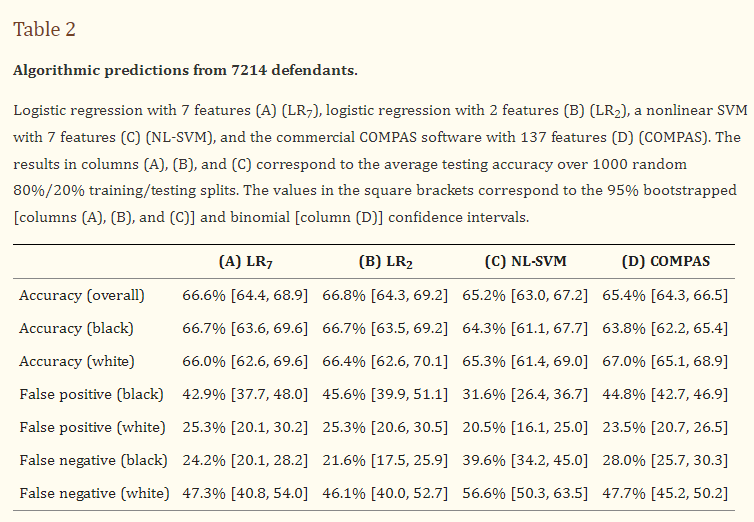 Table 2
Algorithmic predictions from 7214 defendants.
Logistic regression with 7 features (A) (LR7), logistic regression with 2 features (B) (LR2), a nonlinear SVM
with 7 features (C) (NL-SVM), and the commercial COMPAS software with 137 features (D) (COMPAS). The
results in columns (A), (B), and (C) correspond to the average testing accuracy over 1000 random
80%/20% training/testing splits. The values in the square brackets correspond to the 95% bootstrapped
[columns (A), (B), and (C)] and binomial [column (D)] confidence intervals.
(A) LR7 (B) LR2 (C) NL-SVM (D) COMPAS
Accuracy (overall) 66.6% [64.4, 68.9] 66.8% [64.3, 69.2] 65.2% [63.0, 67.2] 65.4% [64.3, 66.5]
Accuracy (black) 66.7% [63.6, 69.6] 66.7% [63.5, 69.2] 64.3% [61.1, 67.7] 63.8% [62.2, 65.4]
Accuracy (white) 66.0% [62.6, 69.6] 66.4% [62.6, 70.1] 65.3% [61.4, 69.0] 67.0% [65.1, 68.9]
False positive (black) 42.9% [37.7, 48.0] 45.6% [39.9, 51.1] 31.6% [26.4, 36.7] 44.8% [42.7, 46.9]
False positive (white) 25.3% [20.1, 30.2] 25.3% [20.6, 30.5] 20.5% [16.1, 25.0] 23.5% [20.7, 26.5]
False negative (black) 24.2% [20.1, 28.2] 21.6% [17.5, 25.9] 39.6% [34.2, 45.0] 28.0% [25.7, 30.3]
False negative (white) 47.3% [40.8, 54.0] 46.1% [40.0, 52.7] 56.6% [50.3, 63.5] 47.7% [45.2, 50.2]